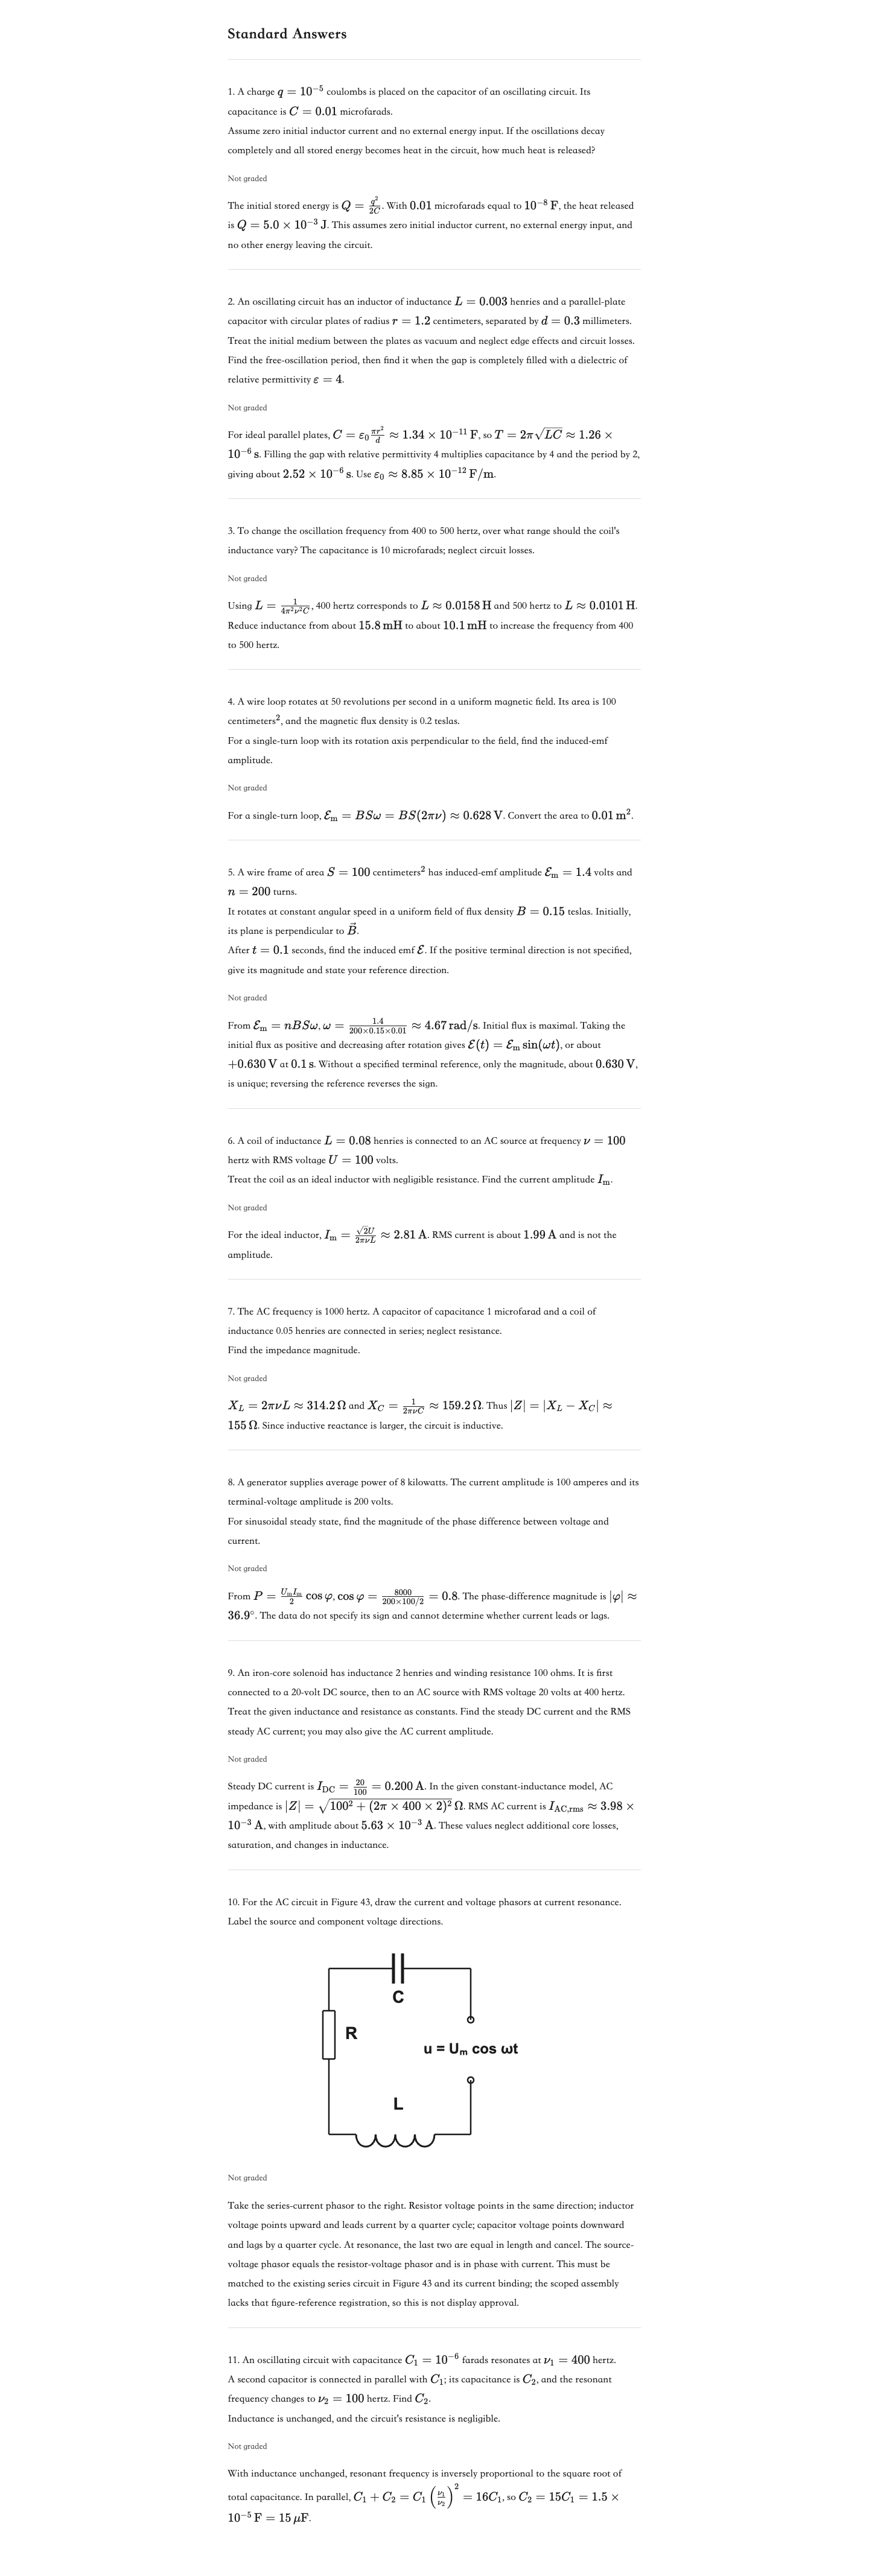 Standard Answers
1. A charge q = 10⁻⁵ coulombs is placed on the capacitor of an oscillating circuit. Its
capacitance is C = 0.01 microfarads.
Assume zero initial inductor current and no external energy input. If the oscillations decay
completely and all stored energy becomes heat in the circuit, how much heat is released?
Not graded
The initial stored energy is Q = q²/2C. With 0.01 microfarads equal to 10⁻⁸ F, the heat released
is Q = 5.0 × 10⁻³ J. This assumes zero initial inductor current, no external energy input, and
no other energy leaving the circuit.
2. An oscillating circuit has an inductor of inductance L = 0.003 henries and a parallel-plate
capacitor with circular plates of radius r = 1.2 centimeters, separated by d = 0.3 millimeters.
Treat the initial medium between the plates as vacuum and neglect edge effects and circuit losses.
Find the free-oscillation period, then find it when the gap is completely filled with a dielectric of
relative permittivity ε = 4.
Not graded
For ideal parallel plates, C = ε₀ πr²/d ≈ 1.34 × 10⁻¹¹ F, so T = 2π√LC ≈ 1.26 ×
10⁻⁶ s. Filling the gap with relative permittivity 4 multiplies capacitance by 4 and the period by 2,
giving about 2.52 × 10⁻⁶ s. Use ε₀ ≈ 8.85 × 10⁻¹² F/m.
3. To change the oscillation frequency from 400 to 500 hertz, over what range should the coil's
inductance vary? The capacitance is 10 microfarads; neglect circuit losses.
Not graded
Using L = 1/4π²ν²C, 400 hertz corresponds to L ≈ 0.0158 H and 500 hertz to L ≈ 0.0101 H.
Reduce inductance from about 15.8 mH to about 10.1 mH to increase the frequency from 400
to 500 hertz.
4. A wire loop rotates at 50 revolutions per second in a uniform magnetic field. Its area is 100
centimeters², and the magnetic flux density is 0.2 teslas.
For a single-turn loop with its rotation axis perpendicular to the field, find the induced-emf
amplitude.
Not graded
For a single-turn loop, ℰₘ = BSω = BS(2πν) ≈ 0.628 V. Convert the area to 0.01 m².
5. A wire frame of area S = 100 centimeters² has induced-emf amplitude ℰₘ = 1.4 volts and
n = 200 turns.
It rotates at constant angular speed in a uniform field of flux density B = 0.15 teslas. Initially,
its plane is perpendicular to B⃗.
After t = 0.1 seconds, find the induced emf ℰ. If the positive terminal direction is not specified,
give its magnitude and state your reference direction.
Not graded
From ℰₘ = nBSω, ω = 1.4/200×0.15×0.01 ≈ 4.67 rad/s. Initial flux is maximal. Taking the
initial flux as positive and decreasing after rotation gives ℰ(t) = ℰₘ sin(ωt), or about
+0.630 V at 0.1 s. Without a specified terminal reference, only the magnitude, about 0.630 V,
is unique; reversing the reference reverses the sign.
6. A coil of inductance L = 0.08 henries is connected to an AC source at frequency ν = 100
hertz with RMS voltage U = 100 volts.
Treat the coil as an ideal inductor with negligible resistance. Find the current amplitude Iₘ.
Not graded
For the ideal inductor, Iₘ = √2U/2πνL ≈ 2.81 A. RMS current is about 1.99 A and is not the
amplitude.
7. The AC frequency is 1000 hertz. A capacitor of capacitance 1 microfarad and a coil of
inductance 0.05 henries are connected in series; neglect resistance.
Find the impedance magnitude.
Not graded
X_L = 2πνL ≈ 314.2 Ω and X_C = 1/2πνC ≈ 159.2 Ω. Thus |Z| = |X_L − X_C| ≈
155 Ω. Since inductive reactance is larger, the circuit is inductive.
8. A generator supplies average power of 8 kilowatts. The current amplitude is 100 amperes and its
terminal-voltage amplitude is 200 volts.
For sinusoidal steady state, find the magnitude of the phase difference between voltage and
current.
Not graded
From P = UₘIₘ/2 cos φ, cos φ = 8000/200×100/2 = 0.8. The phase-difference magnitude is |φ| ≈
36.9°. The data do not specify its sign and cannot determine whether current leads or lags.
9. An iron-core solenoid has inductance 2 henries and winding resistance 100 ohms. It is first
connected to a 20-volt DC source, then to an AC source with RMS voltage 20 volts at 400 hertz.
Treat the given inductance and resistance as constants. Find the steady DC current and the RMS
steady AC current; you may also give the AC current amplitude.
Not graded
Steady DC current is I_DC = 20/100 = 0.200 A. In the given constant-inductance model, AC
impedance is |Z| = √100² + (2π × 400 × 2)² Ω. RMS AC current is I_AC,rms ≈ 3.98 ×
10⁻³ A, with amplitude about 5.63 × 10⁻³ A. These values neglect additional core losses,
saturation, and changes in inductance.
10. For the AC circuit in Figure 43, draw the current and voltage phasors at current resonance.
Label the source and component voltage directions.
C
R
u = Uₘ cos ωt
L
Not graded
Take the series-current phasor to the right. Resistor voltage points in the same direction; inductor
voltage points upward and leads current by a quarter cycle; capacitor voltage points downward
and lags by a quarter cycle. At resonance, the last two are equal in length and cancel. The source-
voltage phasor equals the resistor-voltage phasor and is in phase with current. This must be
matched to the existing series circuit in Figure 43 and its current binding; the scoped assembly
lacks that figure-reference registration, so this is not display approval.
11. An oscillating circuit with capacitance C₁ = 10⁻⁶ farads resonates at ν₁ = 400 hertz.
A second capacitor is connected in parallel with C₁; its capacitance is C₂, and the resonant
frequency changes to ν₂ = 100 hertz. Find C₂.
Inductance is unchanged, and the circuit's resistance is negligible.
Not graded
With inductance unchanged, resonant frequency is inversely proportional to the square root of
total capacitance. In parallel, C₁ + C₂ = C₁ (ν₁/ν₂)² = 16C₁, so C₂ = 15C₁ = 1.5 ×
10⁻⁵ F = 15 μF.